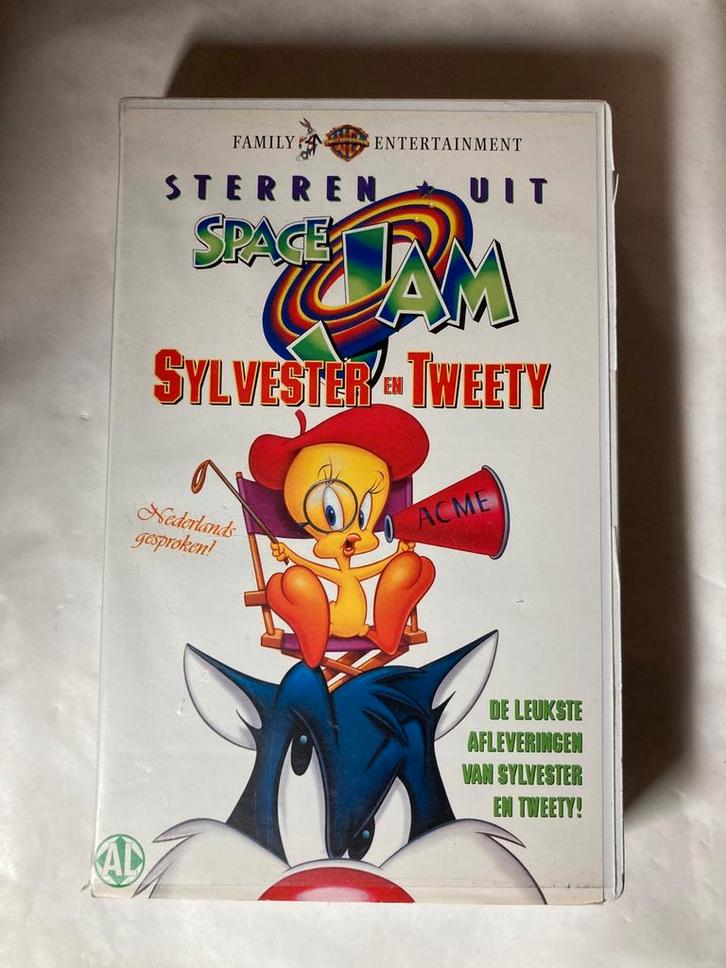 FAMILY ENTERTAINMENT
STERREN UIT
SPACE JAM
SYLVESTER EN TWEETY
ACME
Nederlands
gesproken!
DE LEUKSTE
AFLEVERINGEN
VAN SYLVESTER
EN TWEETY!
AL